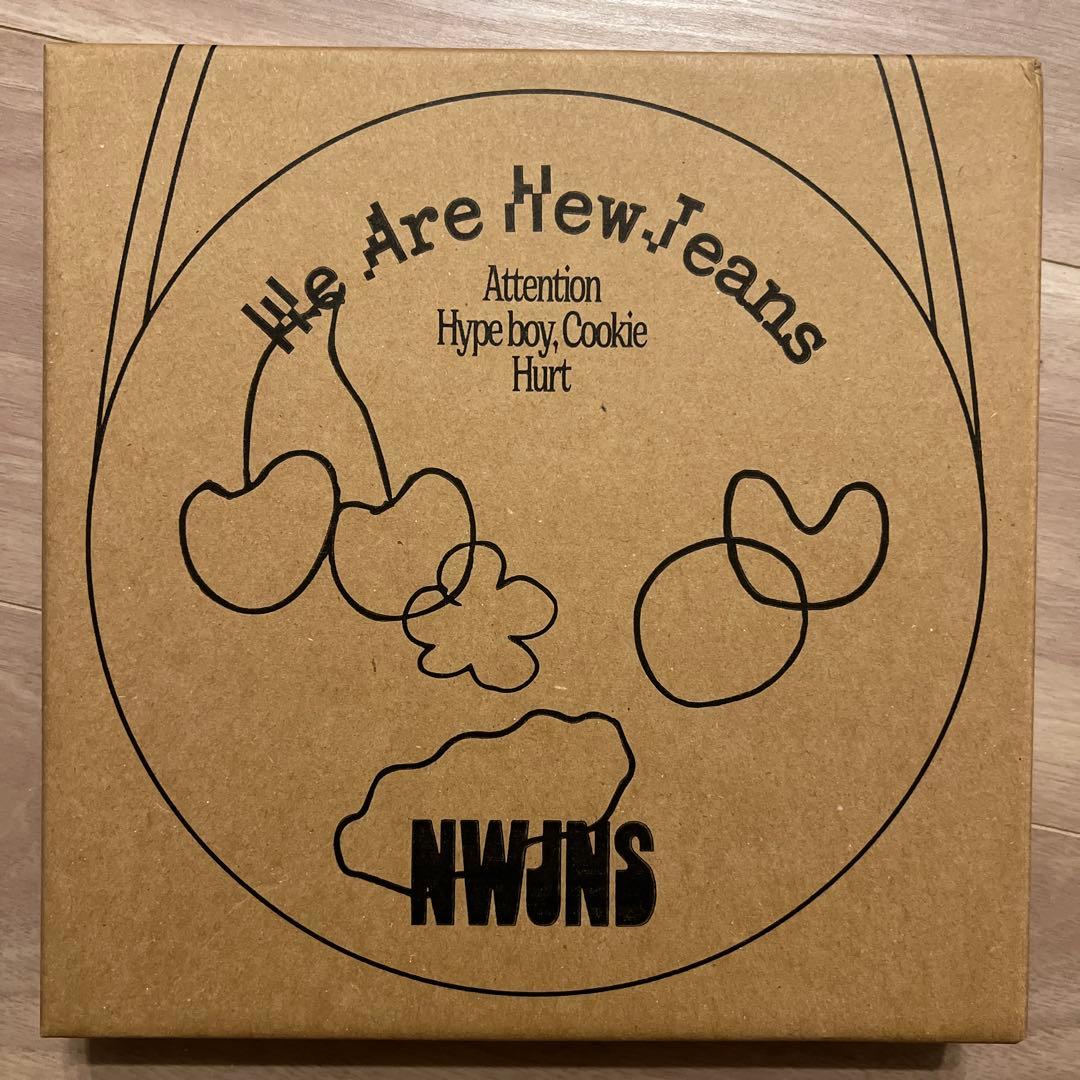 We Are NewJeans
Attention
Hype boy, Cookie
Hurt
NWJNS